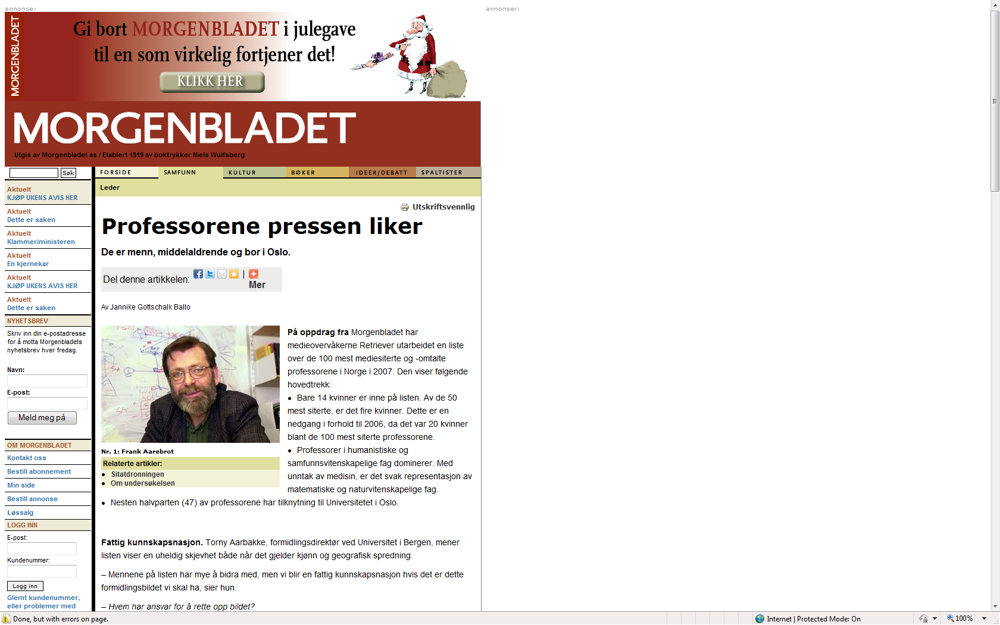 annonse:
annonser:
MORGENBLADET
Gi bort MORGENBLADET i julegave
til en som virkelig fortjener det!
KLIKK HER
MORGENBLADET
Utgis av Morgenbladet as / Etablert 1819 av boktrykker Niels Wulfsberg
Søk
FORSIDE SAMFUNN KULTUR BØKER IDEER/DEBATT SPALTISTER
Leder
Aktuelt
KJØP UKENS AVIS HER
Aktuelt
Dette er saken
Aktuelt
Klammeriministeren
Aktuelt
En kjernekar
Aktuelt
KJØP UKENS AVIS HER
Aktuelt
Dette er saken
NYHETSBREV
Skriv inn din e-postadresse
for å motta Morgenbladets
nyhetsbrev hver fredag.
Navn:
E-post:
Meld meg på
OM MORGENBLADET
Kontakt oss
Bestill abonnement
Min side
Bestill annonse
Løssalg
LOGG INN
E-post:
Kundenummer:
Logg inn
Glemt kundenummer,
eller problemer med
Utskriftsvennlig
Professorene pressen liker
De er menn, middelaldrende og bor i Oslo.
Del denne artikkelen: |
Mer
Av Jannike Gottschalk Ballo
Nr. 1: Frank Aarebrot
Relaterte artikler:
• Sitatdronningen
• Om undersøkelsen
På oppdrag fra Morgenbladet har
medieovervåkerne Retriever utarbeidet en liste
over de 100 mest mediesiterte og -omtalte
professorene i Norge i 2007. Den viser følgende
hovedtrekk:
• Bare 14 kvinner er inne på listen. Av de 50
mest siterte, er det fire kvinner. Dette er en
nedgang i forhold til 2006, da det var 20 kvinner
blant de 100 mest siterte professorene.
• Professorer i humanistiske og
samfunnsvitenskapelige fag dominerer. Med
unntak av medisin, er det svak representasjon av
matematiske og naturvitenskapelige fag.
• Nesten halvparten (47) av professorene har tilknytning til Universitetet i Oslo.
Fattig kunnskapsnasjon. Torny Aarbakke, formidlingsdirektør ved Universitet i Bergen, mener
listen viser en uheldig skjevhet både når det gjelder kjønn og geografisk spredning.
– Mennene på listen har mye å bidra med, men vi blir en fattig kunnskapsnasjon hvis det er dette
formidlingsbildet vi skal ha, sier hun.
– Hvem har ansvar for å rette opp bildet?
Done, but with errors on page.
Internet | Protected Mode: On
100%